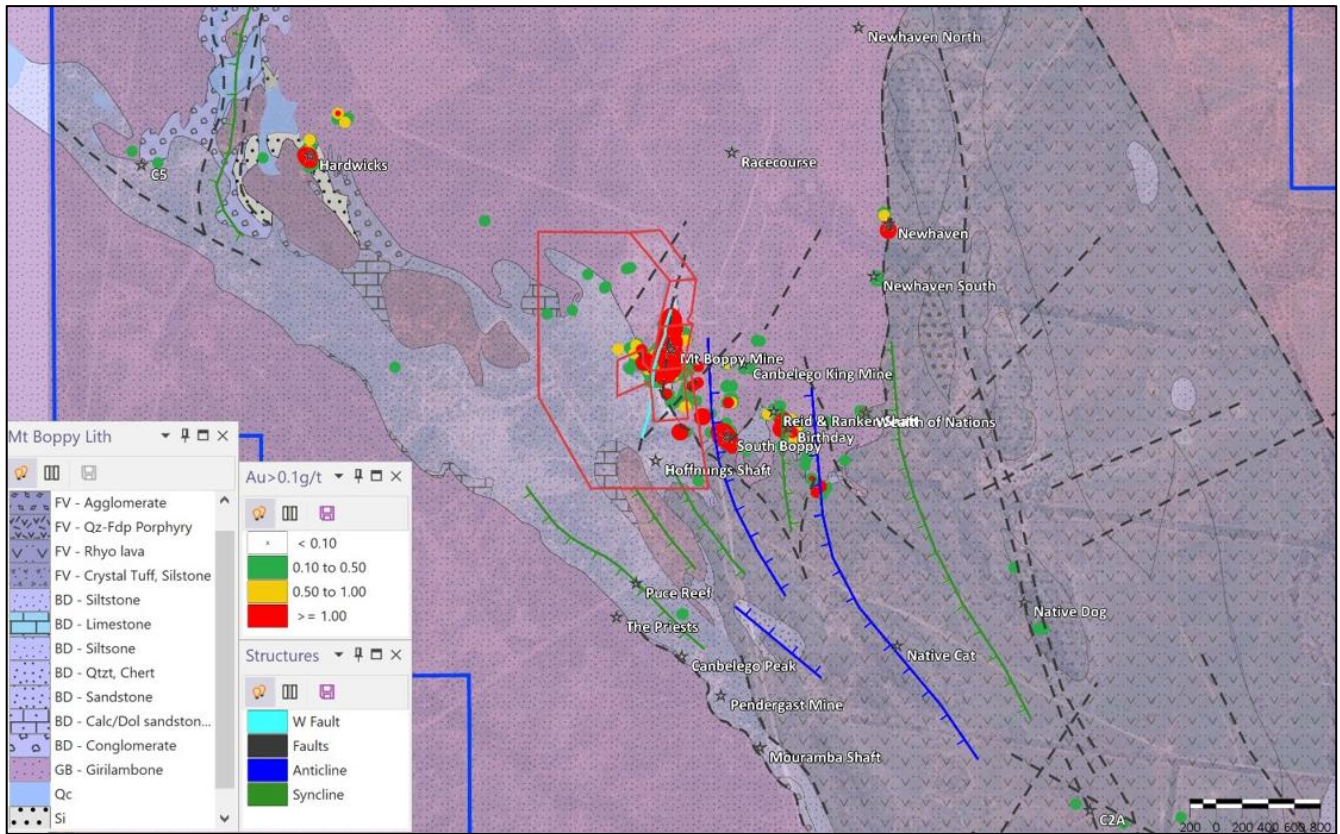 Newhaven North
Racecourse
Hardwicks
C5
Newhaven
Newhaven South
Mt Boppy Mine
Canbelego King Mine
Reid & Ranken Shaft
Wealth of Nations
Birthday
South Boppy
Hoffnungs Shaft
Puce Reef
The Priests
Native Dog
Native Cat
Canbelego Peak
Pendergast Mine
Mouramba Shaft
C2A
200 0 200 400 600 800
Mt Boppy Lith
FV - Agglomerate
FV - Qz-Fdp Porphyry
FV - Rhyo lava
FV - Crystal Tuff, Silstone
BD - Siltstone
BD - Limestone
BD - Siltsone
BD - Qtzt, Chert
BD - Sandstone
BD - Calc/Dol sandston...
BD - Conglomerate
GB - Girilambone
Qc
Si
Au>0.1g/t
< 0.10
0.10 to 0.50
0.50 to 1.00
>= 1.00
Structures
W Fault
Faults
Anticline
Syncline